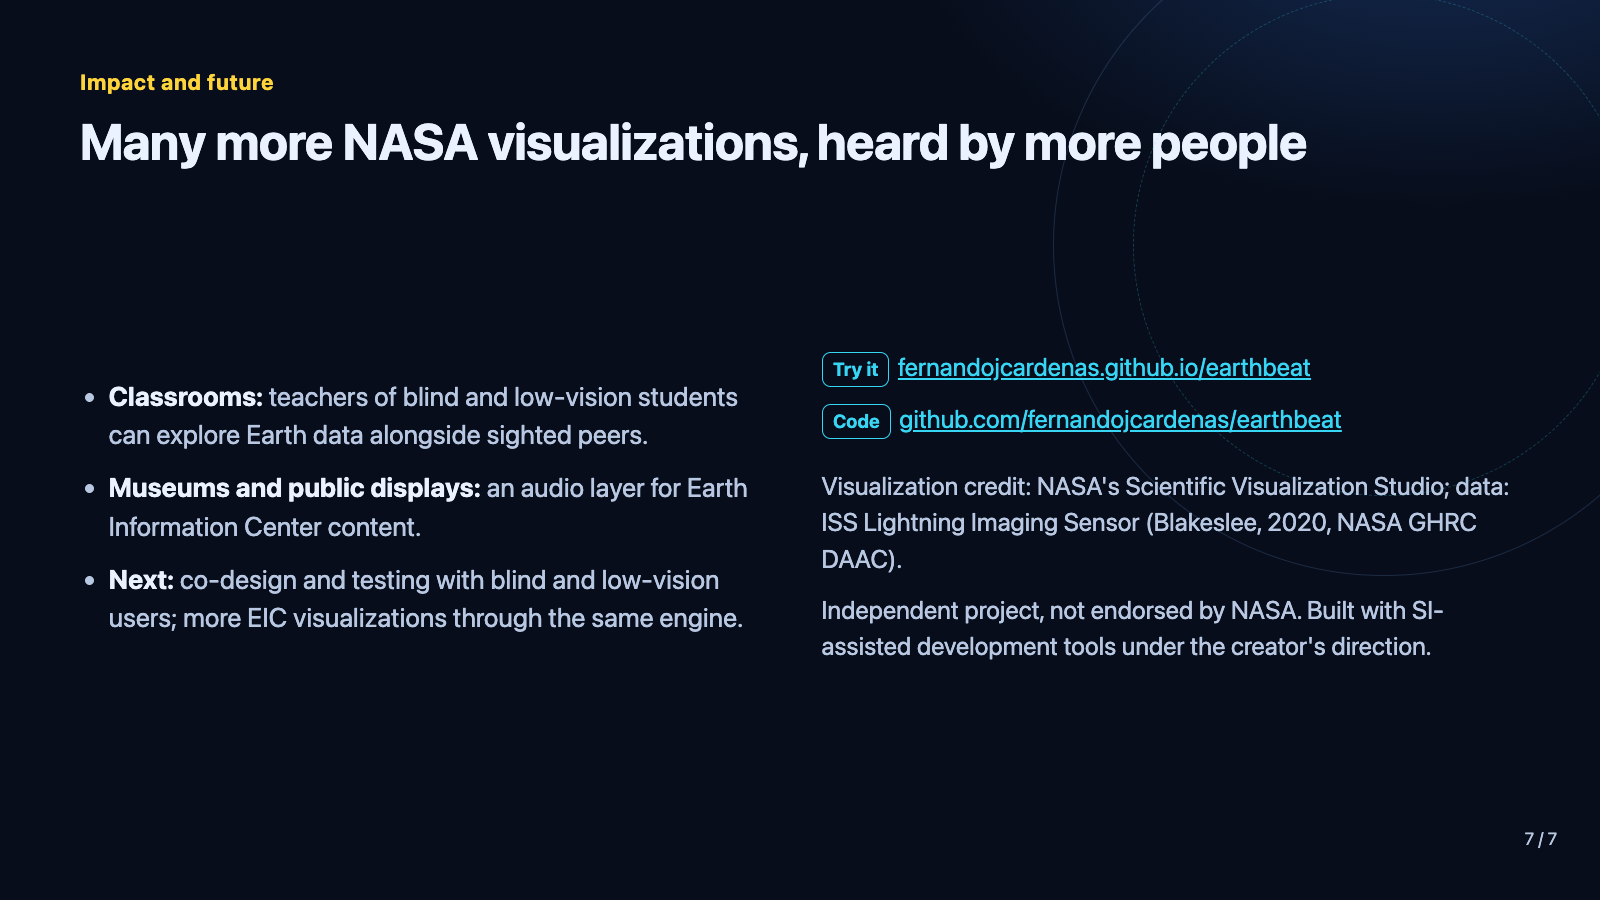 Impact and future
Many more NASA visualizations, heard by more people
Classrooms: teachers of blind and low-vision students
can explore Earth data alongside sighted peers.
Museums and public displays: an audio layer for Earth
Information Center content.
Next: co-design and testing with blind and low-vision
users; more EIC visualizations through the same engine.
Try it fernandojcardenas.github.io/earthbeat
Code github.com/fernandojcardenas/earthbeat
Visualization credit: NASA's Scientific Visualization Studio; data:
ISS Lightning Imaging Sensor (Blakeslee, 2020, NASA GHRC
DAAC).
Independent project, not endorsed by NASA. Built with SI-
assisted development tools under the creator's direction.
7 / 7